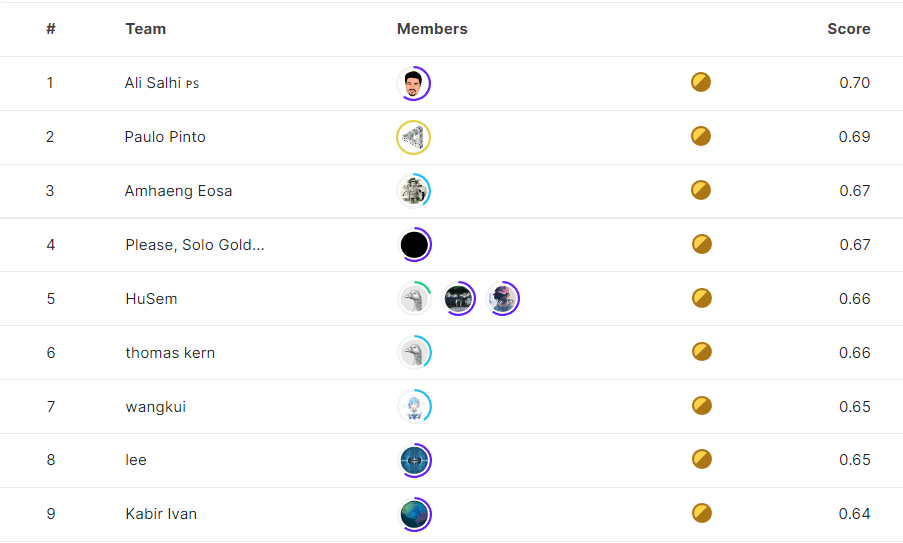 # Team Members Score
1 Ali Salhi ᴘꜱ 0.70
2 Paulo Pinto 0.69
3 Amhaeng Eosa 0.67
4 Please, Solo Gold... 0.67
5 HuSem 0.66
6 thomas kern 0.66
7 wangkui 0.65
8 lee 0.65
9 Kabir Ivan 0.64